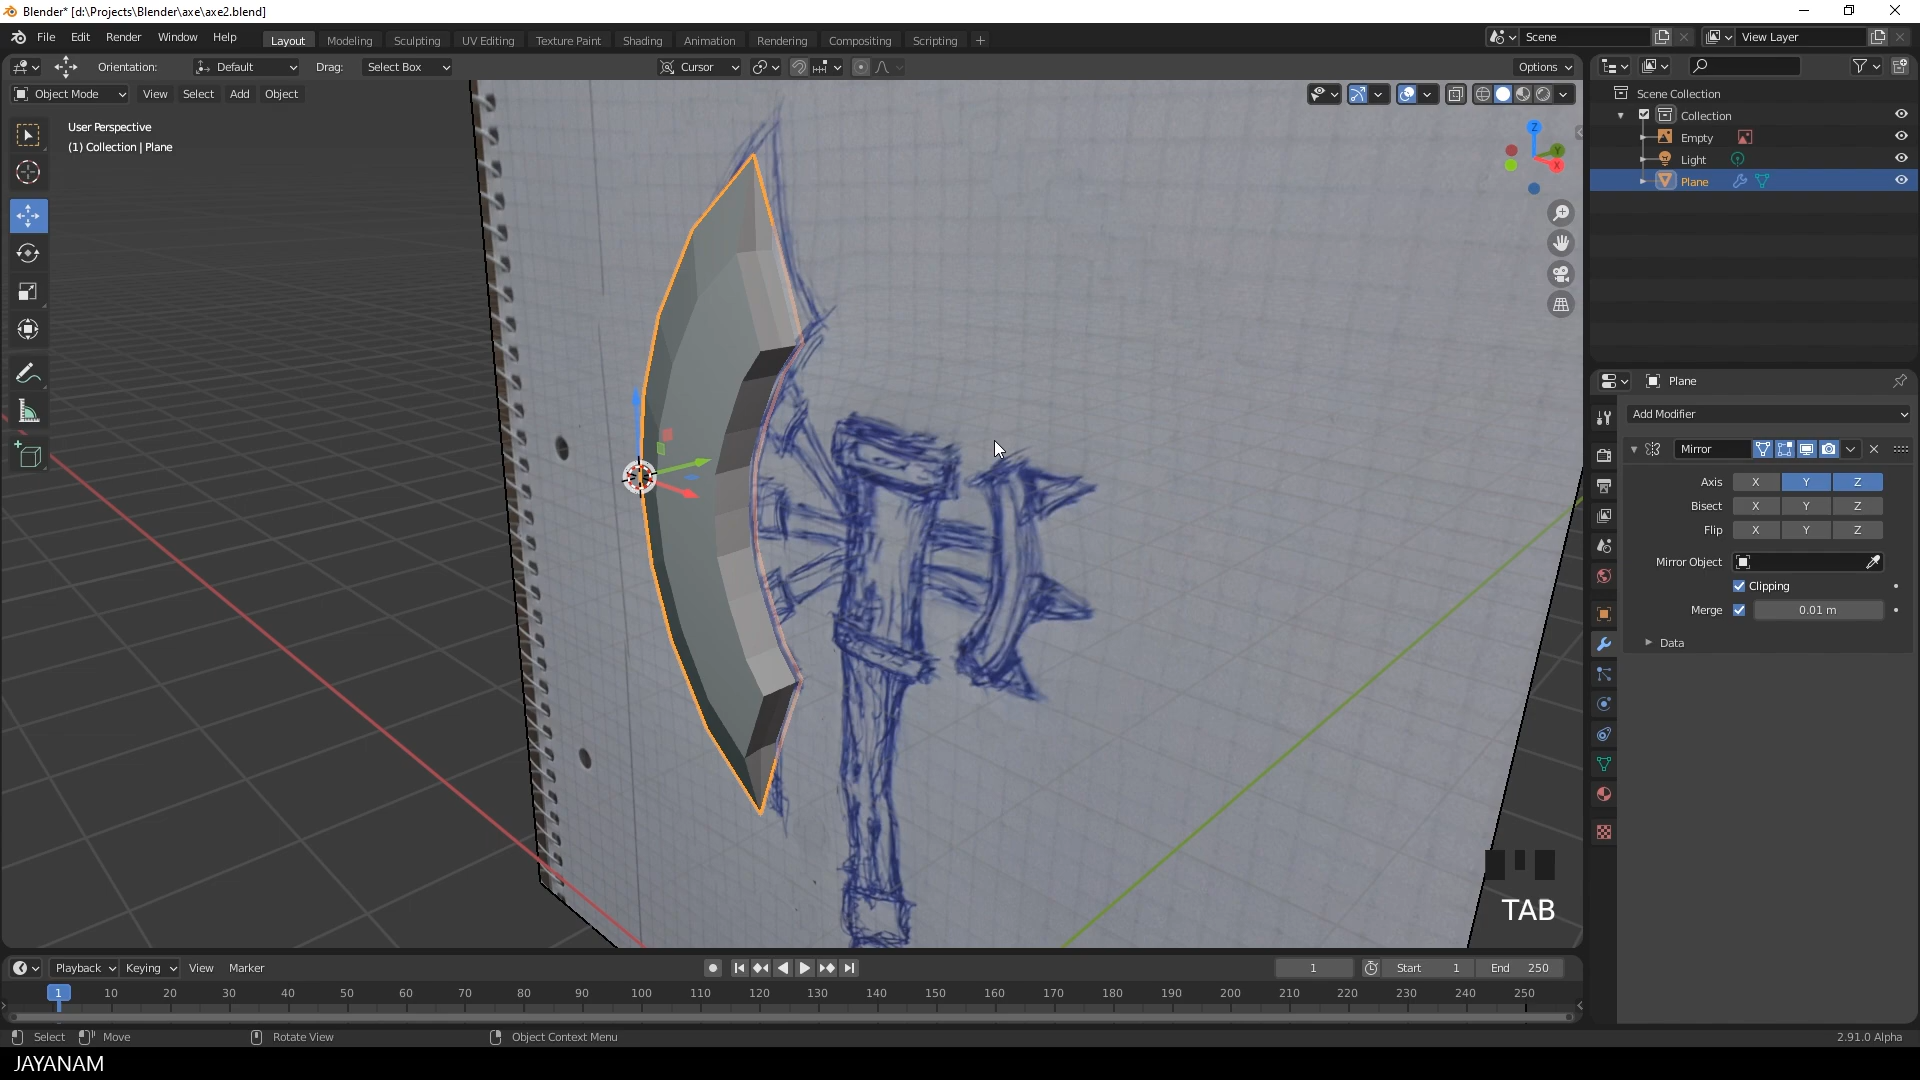 Blender* [d:\Projects\Blender\axe\axe2.blend]
File Edit Render Window Help
Layout Modeling Sculpting UV Editing Texture Paint Shading Animation Rendering Compositing Scripting +
Scene
View Layer
Orientation: Default Drag: Select Box
Cursor
Options
Object Mode View Select Add Object
User Perspective
(1) Collection | Plane
Z
Y
X
Scene Collection
Collection
Empty
Light
Plane
Plane
Add Modifier
Mirror
Axis X Y Z
Bisect X Y Z
Flip X Y Z
Mirror Object
Clipping
Merge 0.01 m
Data
TAB
Playback Keying View Marker
1 Start 1 End 250
1 10 20 30 40 50 60 70 80 90 100 110 120 130 140 150 160 170 180 190 200 210 220 230 240 250
Select Move Rotate View Object Context Menu 2.91.0 Alpha
JAYANAM